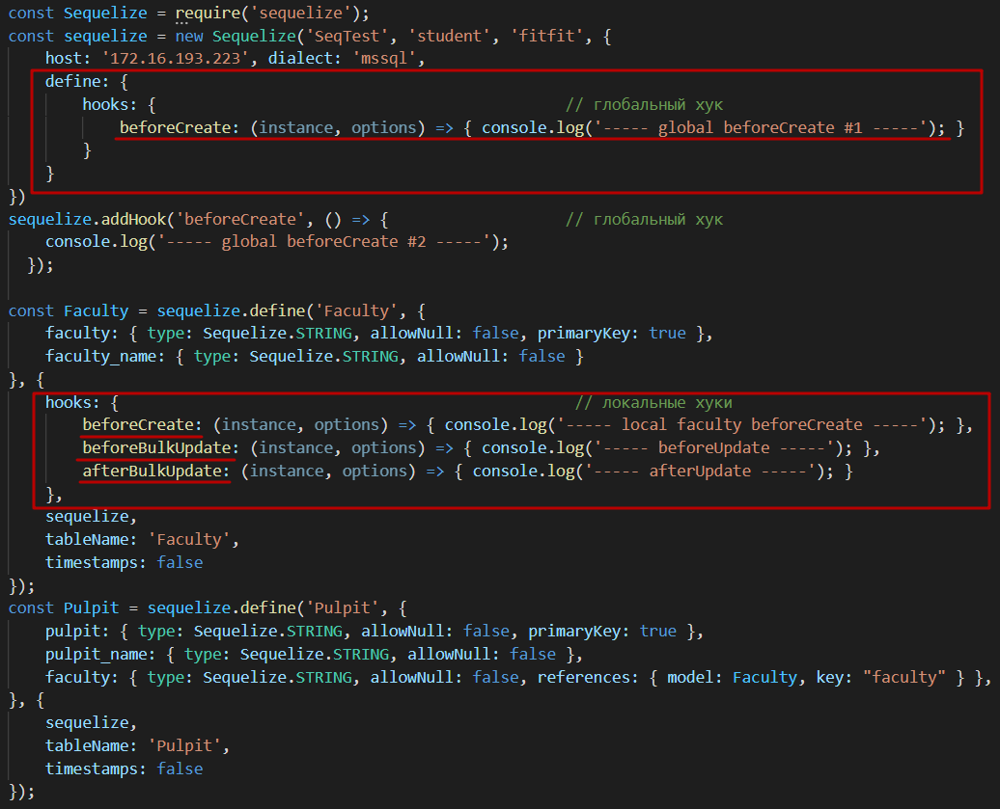 const Sequelize = require('sequelize');
const sequelize = new Sequelize('SeqTest', 'student', 'fitfit', {
    host: '172.16.193.223', dialect: 'mssql',
    define: {
        hooks: {                                            // глобальный хук
            beforeCreate: (instance, options) => { console.log('----- global beforeCreate #1 -----'); }
        }
    }
})
sequelize.addHook('beforeCreate', () => {                   // глобальный хук
    console.log('----- global beforeCreate #2 -----');
  });
const Faculty = sequelize.define('Faculty', {
    faculty: { type: Sequelize.STRING, allowNull: false, primaryKey: true },
    faculty_name: { type: Sequelize.STRING, allowNull: false }
}, {
    hooks: {                                                 // локальные хуки
        beforeCreate: (instance, options) => { console.log('----- local faculty beforeCreate -----'); },
        beforeBulkUpdate: (instance, options) => { console.log('----- beforeUpdate -----'); },
        afterBulkUpdate: (instance, options) => { console.log('----- afterUpdate -----'); }
    },
    sequelize,
    tableName: 'Faculty',
    timestamps: false
});
const Pulpit = sequelize.define('Pulpit', {
    pulpit: { type: Sequelize.STRING, allowNull: false, primaryKey: true },
    pulpit_name: { type: Sequelize.STRING, allowNull: false },
    faculty: { type: Sequelize.STRING, allowNull: false, references: { model: Faculty, key: "faculty" } },
}, {
    sequelize,
    tableName: 'Pulpit',
    timestamps: false
});